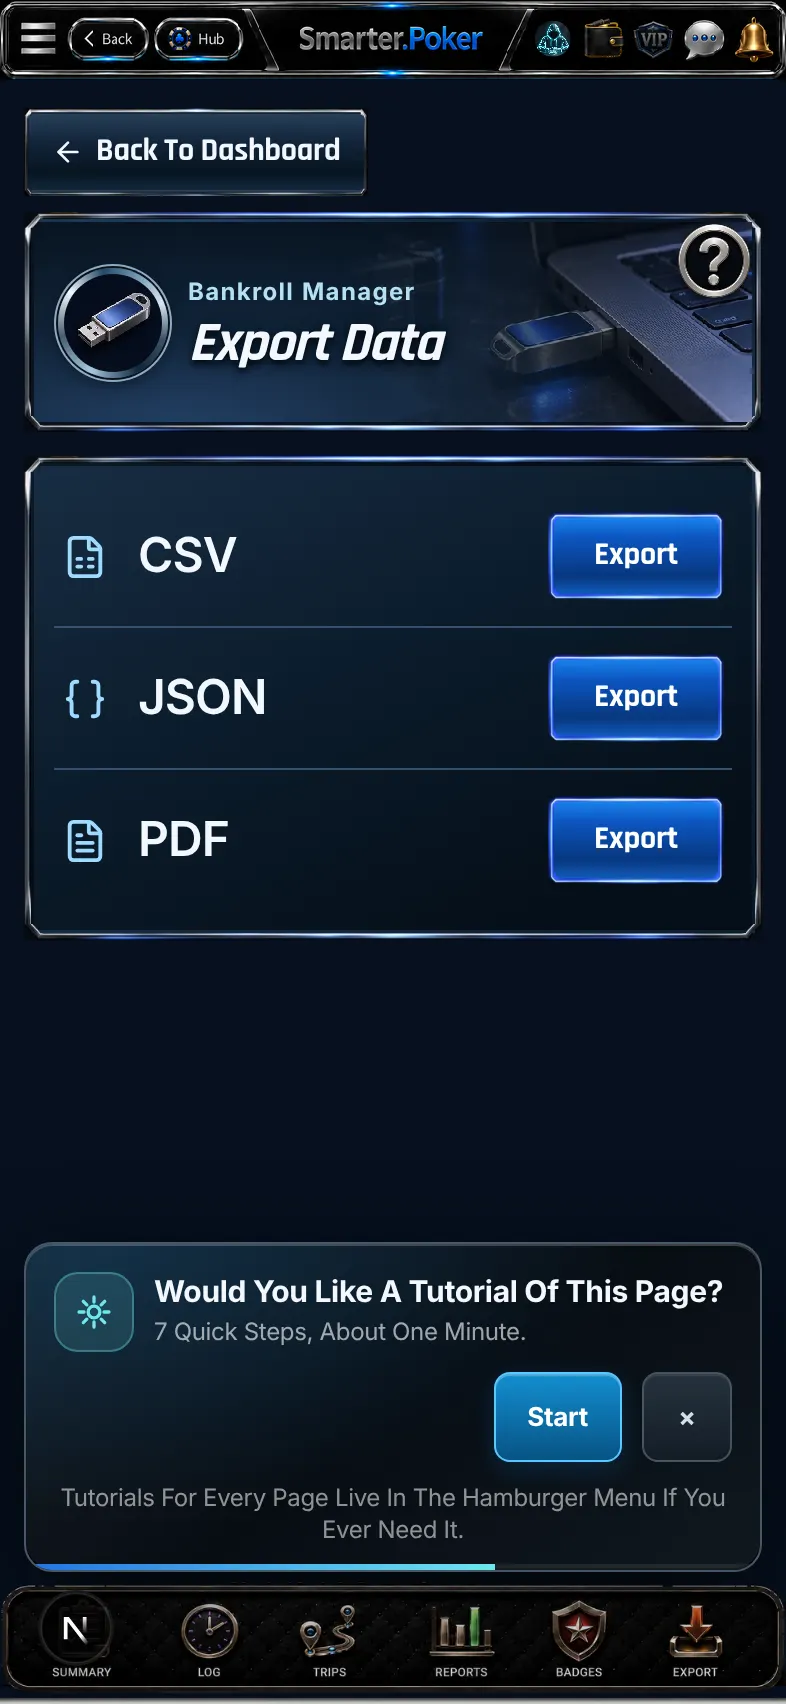 Back
Hub
Smarter.Poker
VIP
Back To Dashboard
Bankroll Manager
Export Data
?
CSV
Export
{ } JSON
Export
PDF
Export
Would You Like A Tutorial Of This Page?
7 Quick Steps, About One Minute.
Start
×
Tutorials For Every Page Live In The Hamburger Menu If You
Ever Need It.
N
SUMMARY
LOG
TRIPS
REPORTS
BADGES
EXPORT